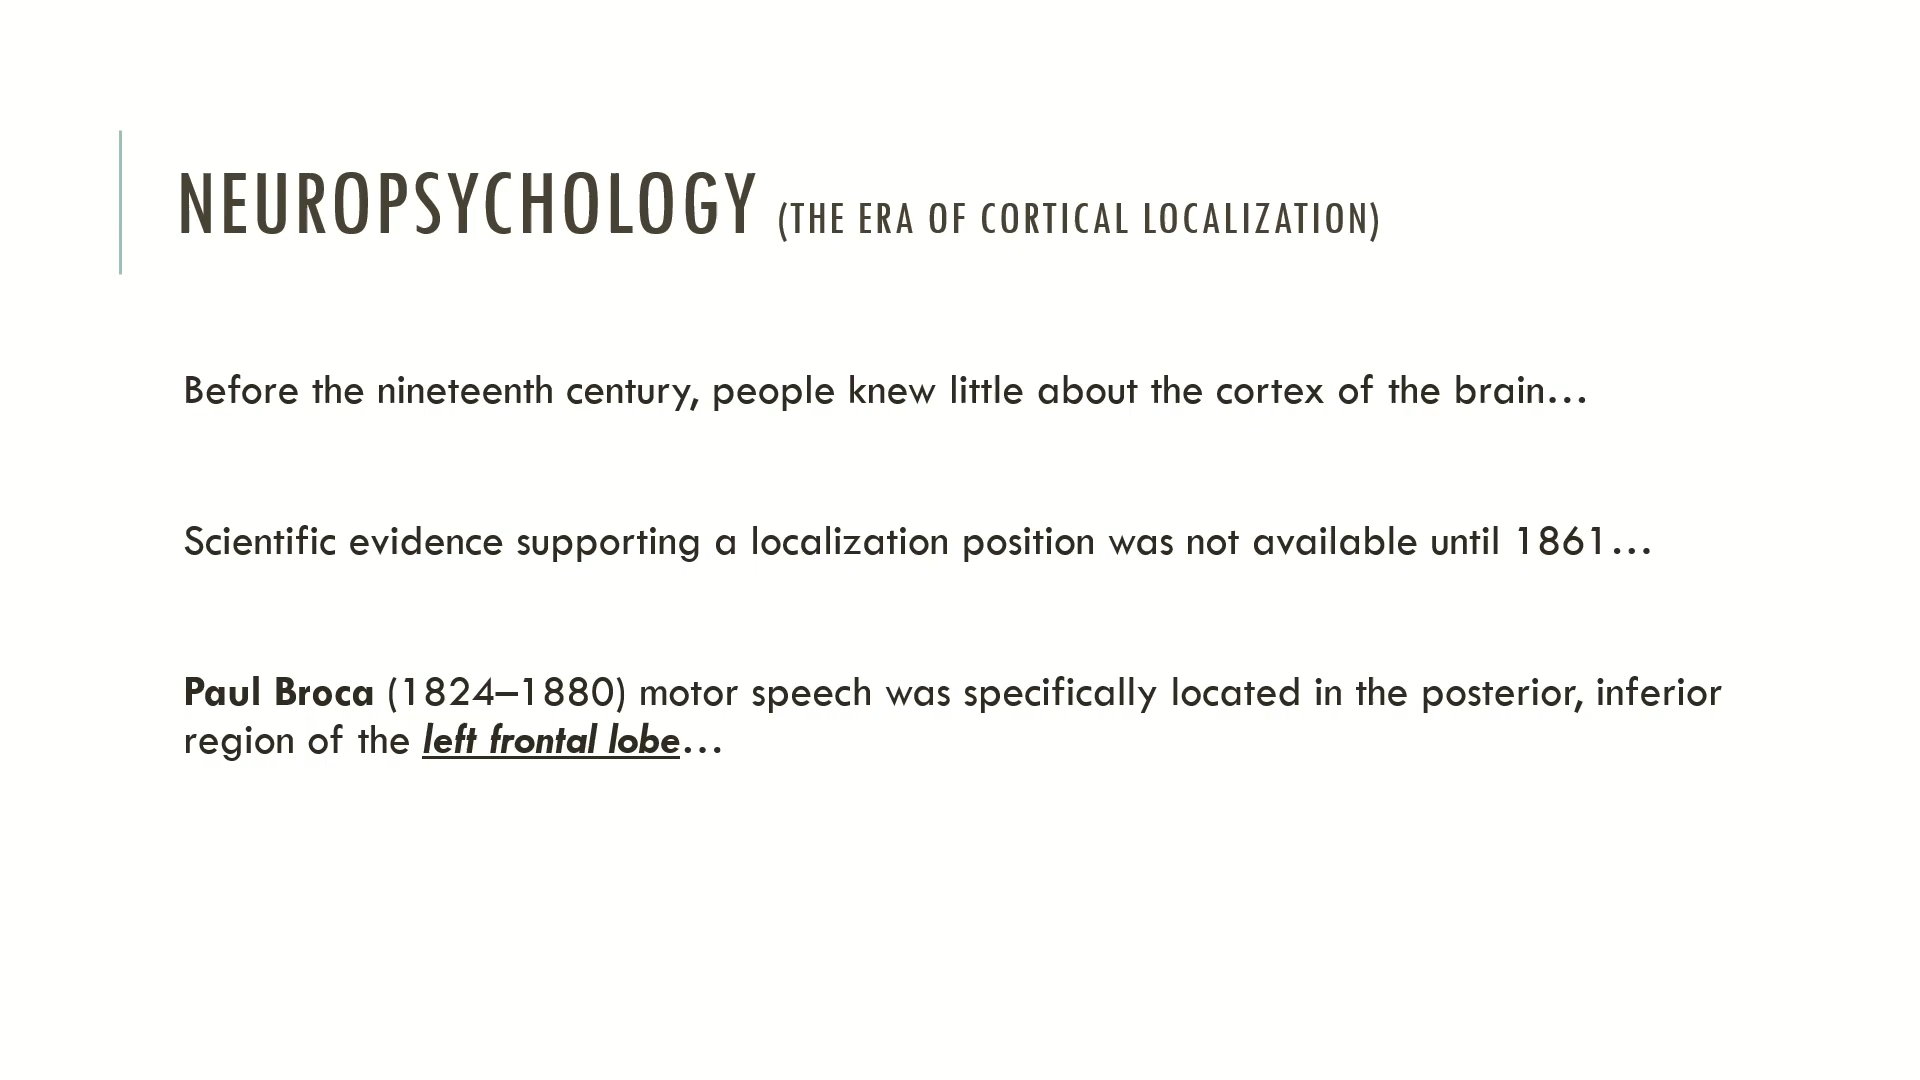 NEUROPSYCHOLOGY (THE ERA OF CORTICAL LOCALIZATION)
Before the nineteenth century, people knew little about the cortex of the brain…
Scientific evidence supporting a localization position was not available until 1861…
Paul Broca (1824–1880) motor speech was specifically located in the posterior, inferior
region of the left frontal lobe…